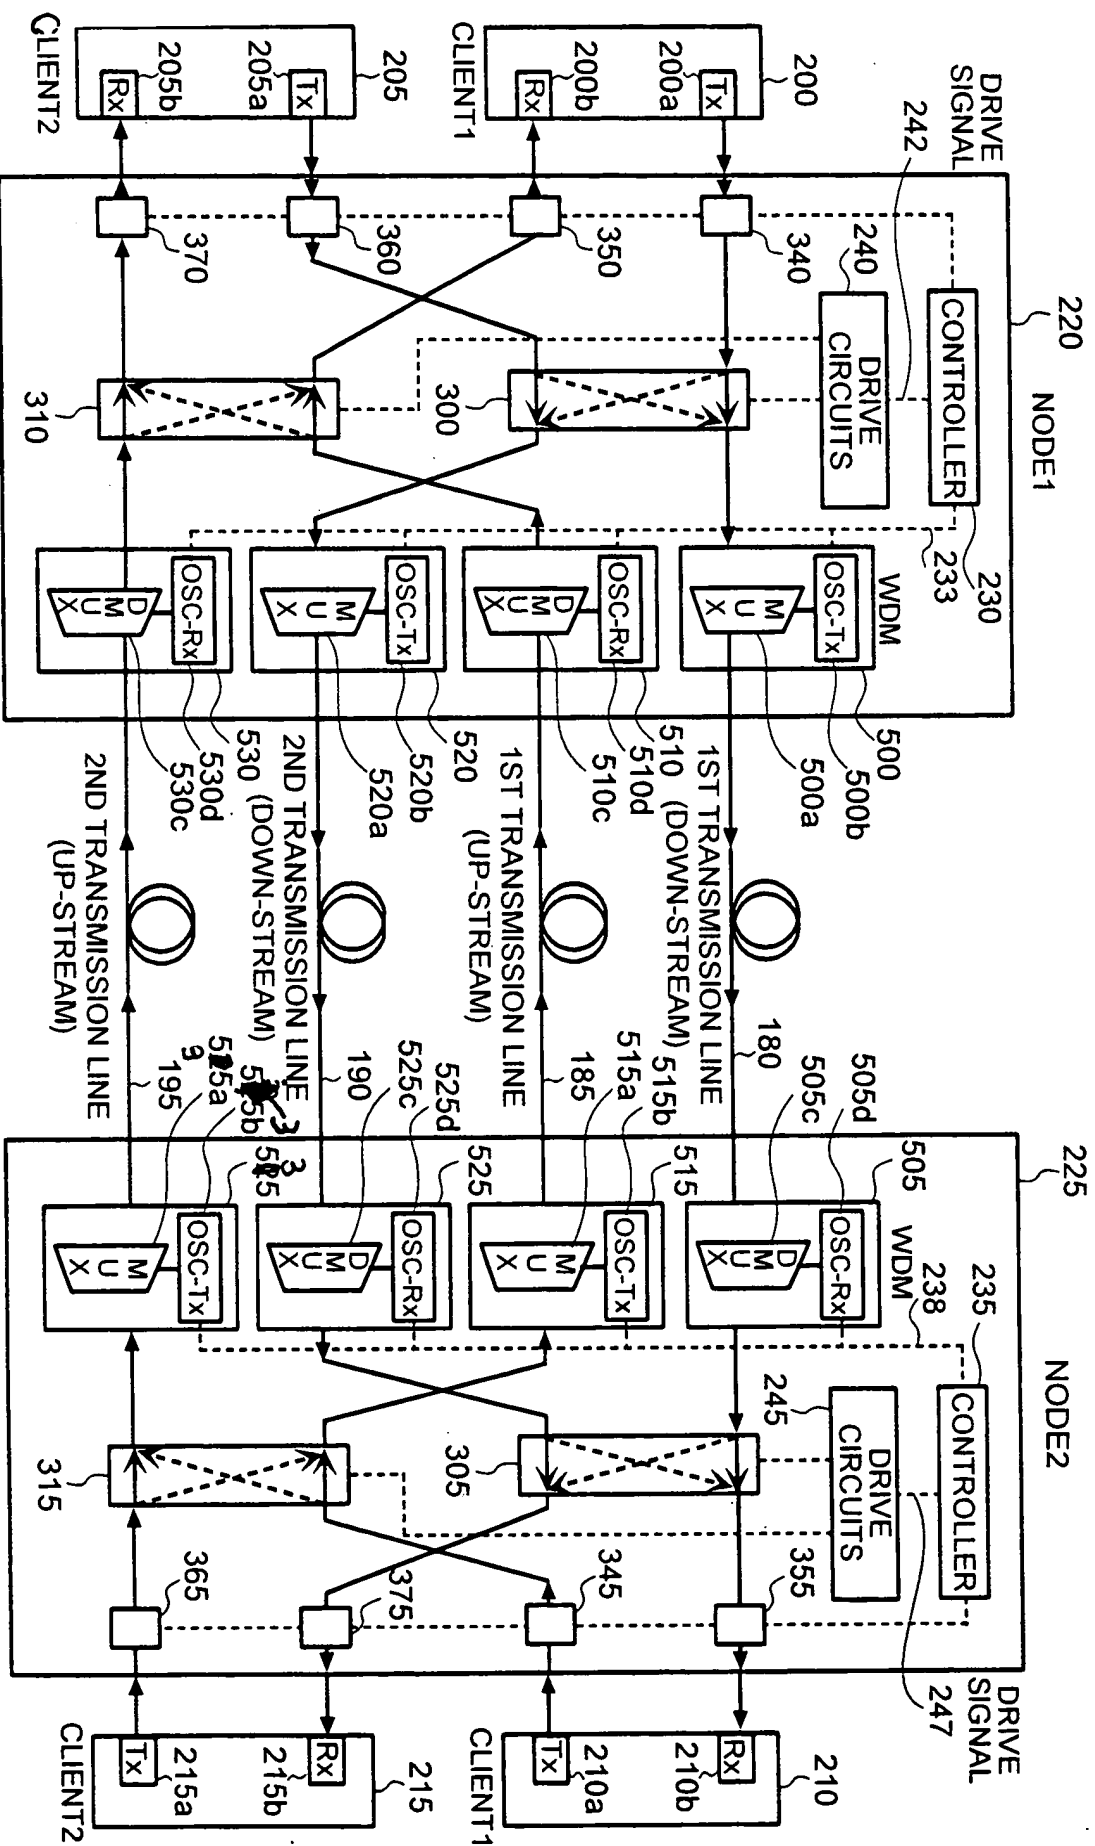 220
NODE1
DRIVE
SIGNAL
242
CONTROLLER
230
240
DRIVE
CIRCUITS
233
200
200a
Tx
200b
Rx
CLIENT1
205
205a
Tx
205b
Rx
CLIENT2
340
350
360
370
300
310
WDM
500
OSC-Tx
500b
MUX
500a
510
OSC-Rx
510d
DMUX
510c
520
OSC-Tx
520b
MUX
520a
530
OSC-Rx
530d
DMUX
530c
1ST TRANSMISSION LINE
(DOWN-STREAM)
180
1ST TRANSMISSION LINE
(UP-STREAM)
185
2ND TRANSMISSION LINE
(DOWN-STREAM)
190
2ND TRANSMISSION LINE
(UP-STREAM)
195
225
NODE2
235
CONTROLLER
238
WDM
245
DRIVE
CIRCUITS
247
DRIVE
SIGNAL
505
505d
OSC-Rx
505c
DMUX
515
515b
OSC-Tx
515a
MUX
525
525d
OSC-Rx
525c
DMUX
OSC-Tx
MUX
305
315
355
345
375
365
210
210b
Rx
210a
Tx
CLIENT1
215
215b
Rx
215a
Tx
CLIENT2